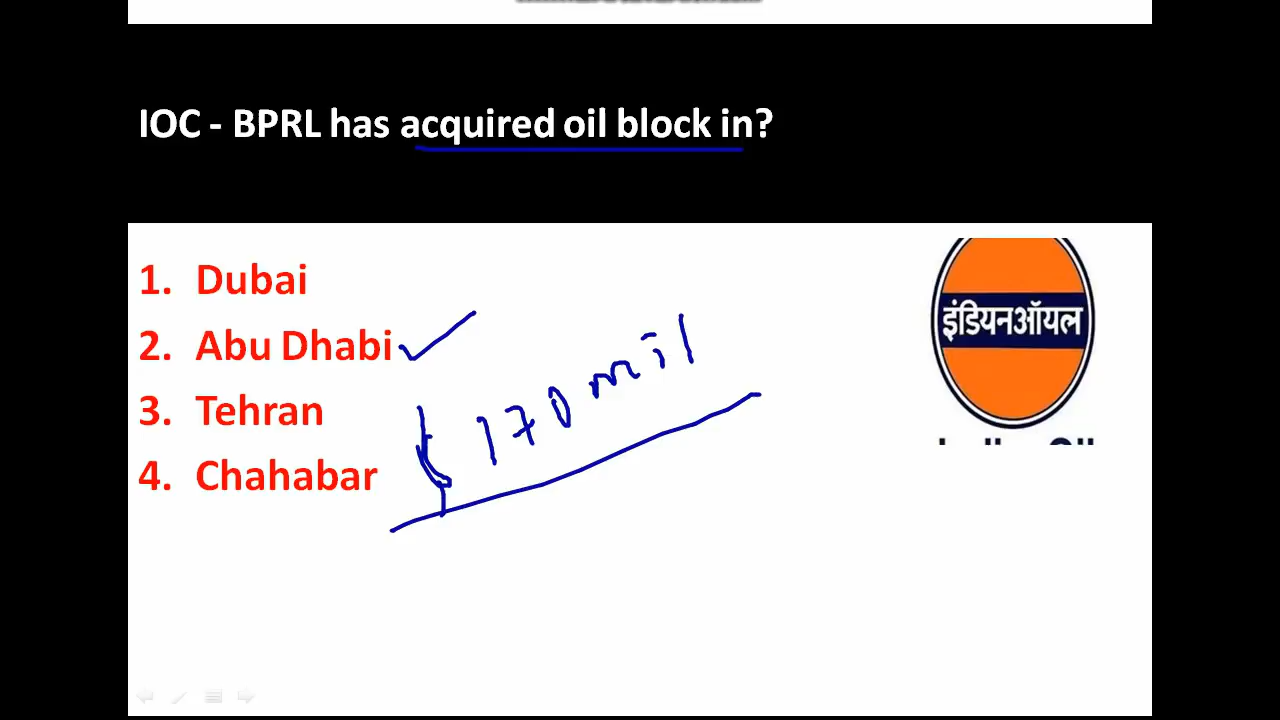 IOC - BPRL has acquired oil block in?
1. Dubai
2. Abu Dhabi
3. Tehran
4. Chahabar
$ 170 mil
इंडियनऑयल